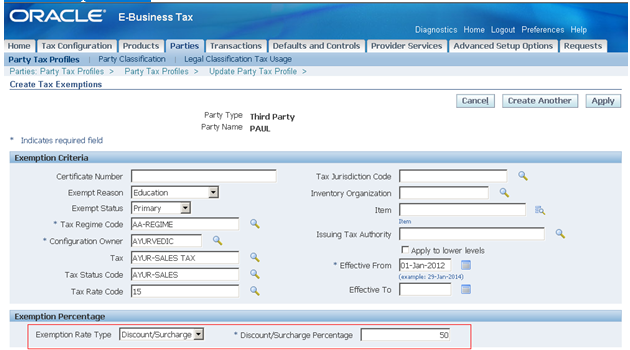 ORACLE® E-Business Tax
Diagnostics Home Logout Preferences Help
Home Tax Configuration Products Parties Transactions Defaults and Controls Provider Services Advanced Setup Options Requests
Party Tax Profiles | Party Classification | Legal Classification Tax Usage
Parties: Party Tax Profiles > Party Tax Profiles > Update Party Tax Profile >
Create Tax Exemptions
Cancel Create Another Apply
Party Type Third Party
Party Name PAUL
* Indicates required field
Exemption Criteria
Certificate Number
Exempt Reason Education
Exempt Status Primary
* Tax Regime Code AA-REGIME
* Configuration Owner AYURVEDIC
Tax AYUR-SALES TAX
Tax Status Code AYUR-SALES
Tax Rate Code 15
Tax Jurisdiction Code
Inventory Organization
Item
Item
Issuing Tax Authority
Apply to lower levels
* Effective From 01-Jan-2012
(example: 29-Jan-2014)
Effective To
Exemption Percentage
Exemption Rate Type Discount/Surcharge * Discount/Surcharge Percentage 50